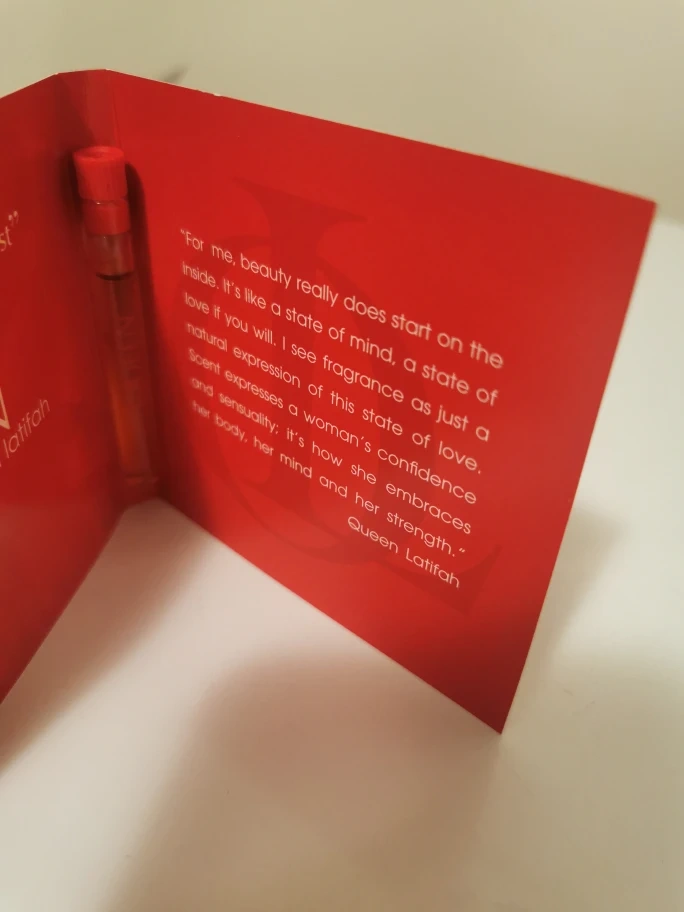 st”
latifah
“For me, beauty really does start on the
inside. It’s like a state of mind, a state of
love if you will. I see fragrance as just a
natural expression of this state of love.
Scent expresses a woman’s confidence
and sensuality; it’s how she embraces
her body, her mind and her strength.”
Queen Latifah